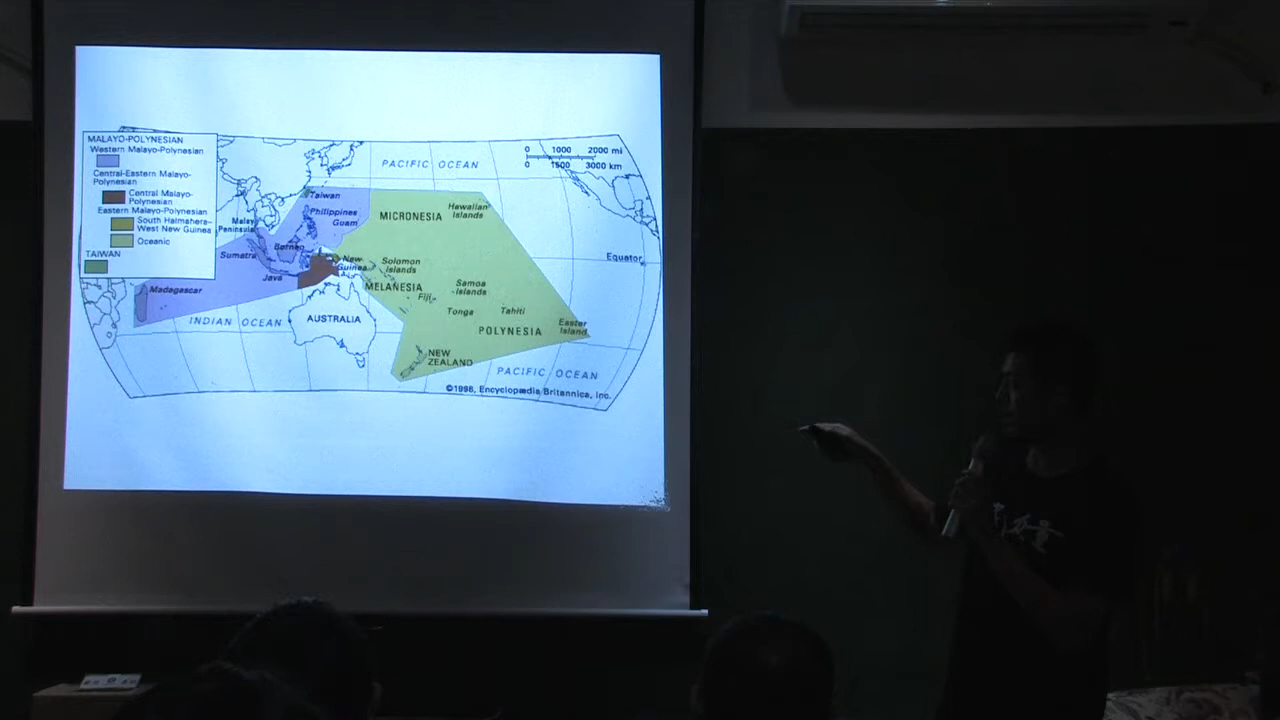 MALAYO-POLYNESIAN
Western Malayo-Polynesian
Central-Eastern Malayo-
Polynesian
Central Malayo-
Polynesian
Eastern Malayo-Polynesian
South Halmahera-
West New Guinea
Oceanic
TAIWAN
PACIFIC OCEAN
0 1000 2000 mi
0 1500 3000 km
Taiwan
Philippines
Guam
MICRONESIA
Hawaiian
Islands
Malay
Peninsula
Borneo
Sumatra
Java
New
Guinea
Solomon
islands
MELANESIA
Equator
Samoa
islands
Fiji
Tonga
Tahiti
Madagascar
INDIAN OCEAN
AUSTRALIA
POLYNESIA
Easter
Island
NEW
ZEALAND
PACIFIC OCEAN
©1996, Encyclopædia Britannica, Inc.